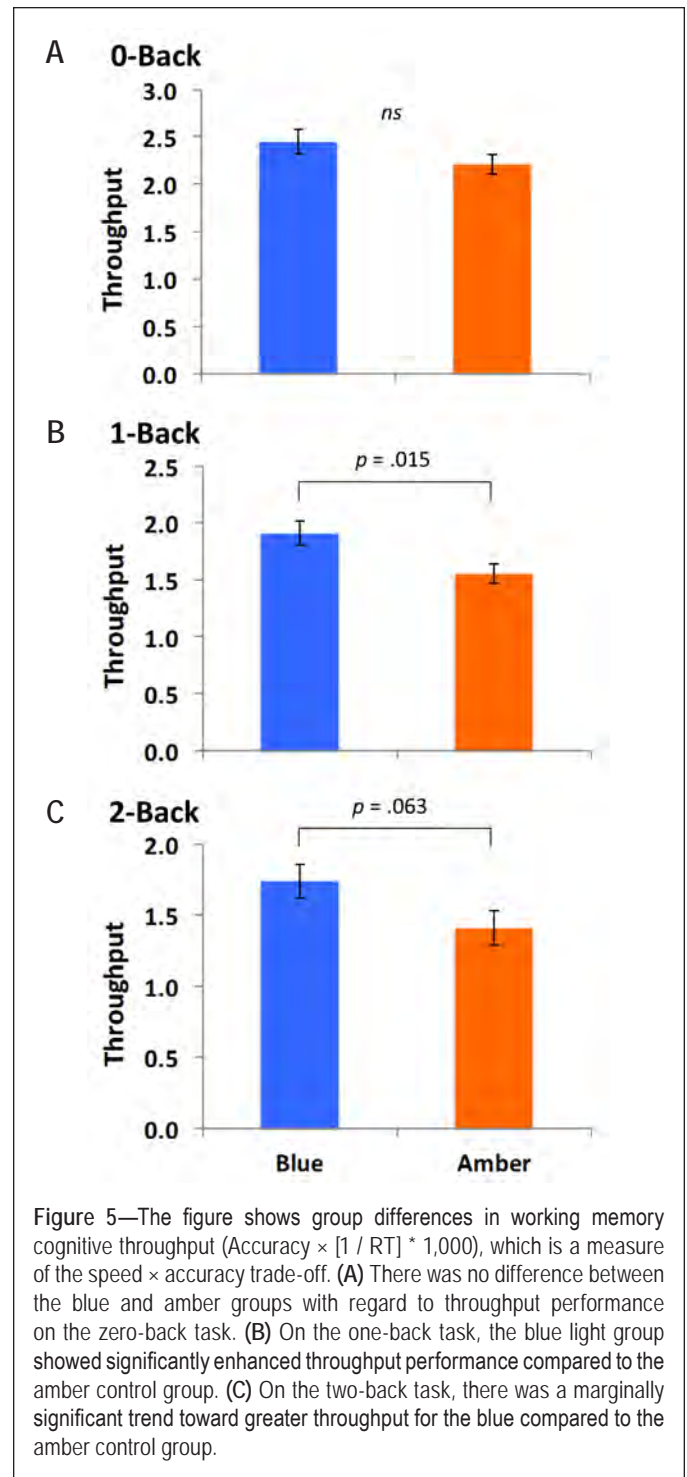 A 0-Back
3.0
ns
2.5
2.0
1.5
1.0
0.5
0.0
Throughput
B 1-Back
2.5
p = .015
2.0
1.5
1.0
0.5
0.0
Throughput
C 2-Back
p = .063
2.0
1.5
1.0
0.5
0.0
Throughput
Blue Amber
Figure 5—The figure shows group differences in working memory
cognitive throughput (Accuracy × [1 / RT] * 1,000), which is a measure
of the speed × accuracy trade-off. (A) There was no difference between
the blue and amber groups with regard to throughput performance
on the zero-back task. (B) On the one-back task, the blue light group
showed significantly enhanced throughput performance compared to the
amber control group. (C) On the two-back task, there was a marginally
significant trend toward greater throughput for the blue compared to the
amber control group.